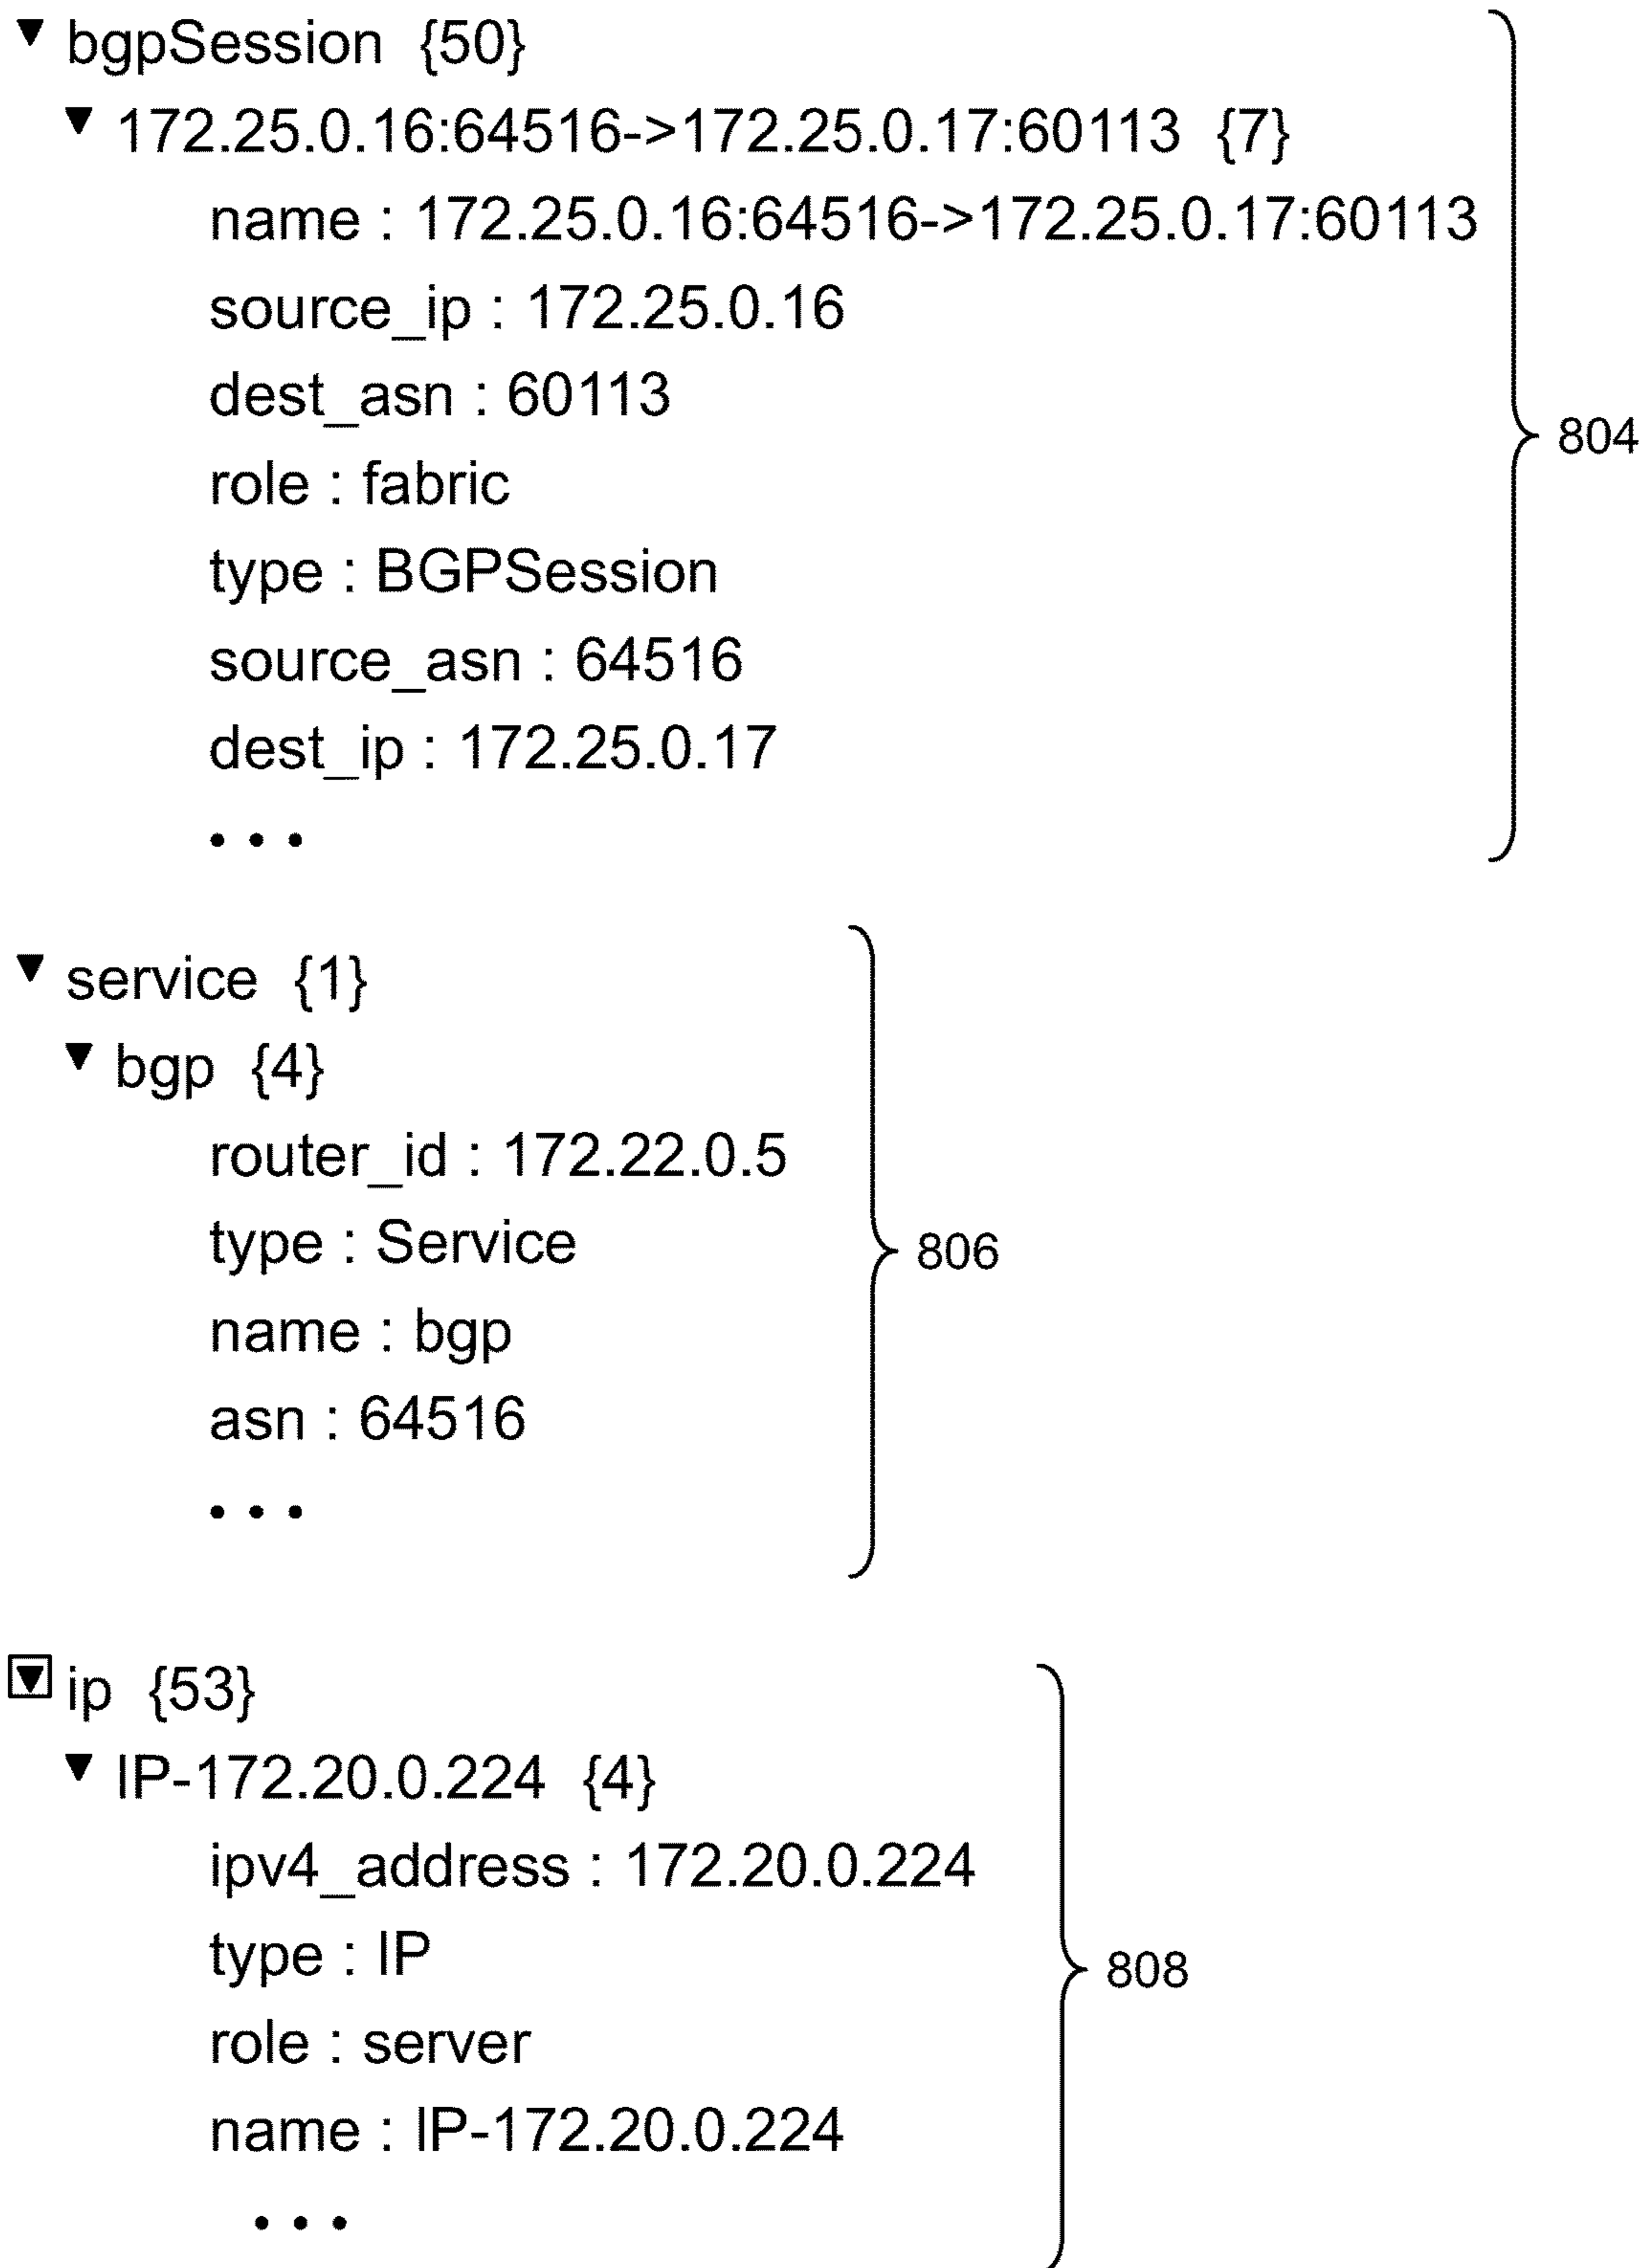 ▼ bgpSession {50}
▼ 172.25.0.16:64516->172.25.0.17:60113 {7}
name : 172.25.0.16:64516->172.25.0.17:60113
source_ip : 172.25.0.16
dest_asn : 60113
role : fabric
type : BGPSession
source_asn : 64516
dest_ip : 172.25.0.17
• • •
804
▼ service {1}
▼ bgp {4}
router_id : 172.22.0.5
type : Service
name : bgp
asn : 64516
• • •
806
▼ ip {53}
▼ IP-172.20.0.224 {4}
ipv4_address : 172.20.0.224
type : IP
role : server
name : IP-172.20.0.224
• • •
808